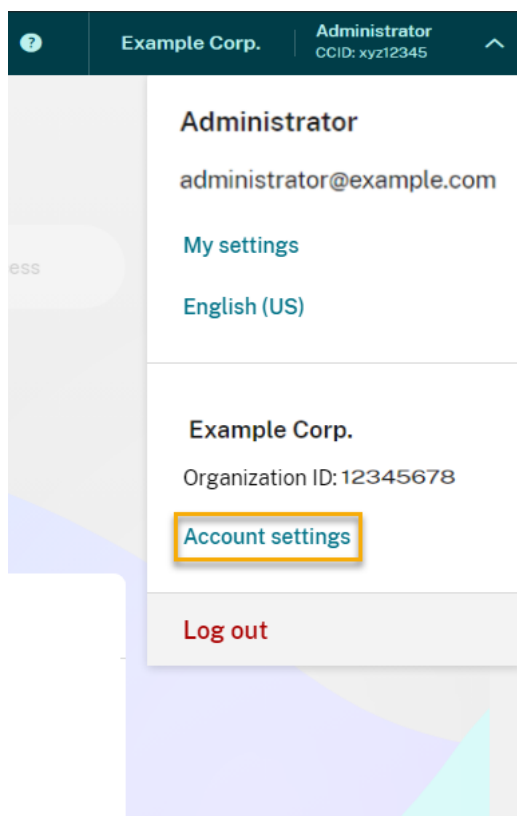 ?
Example Corp.
Administrator
CCID: xyz12345
Administrator
administrator@example.com
My settings
ess
English (US)
Example Corp.
Organization ID: 12345678
Account settings
Log out